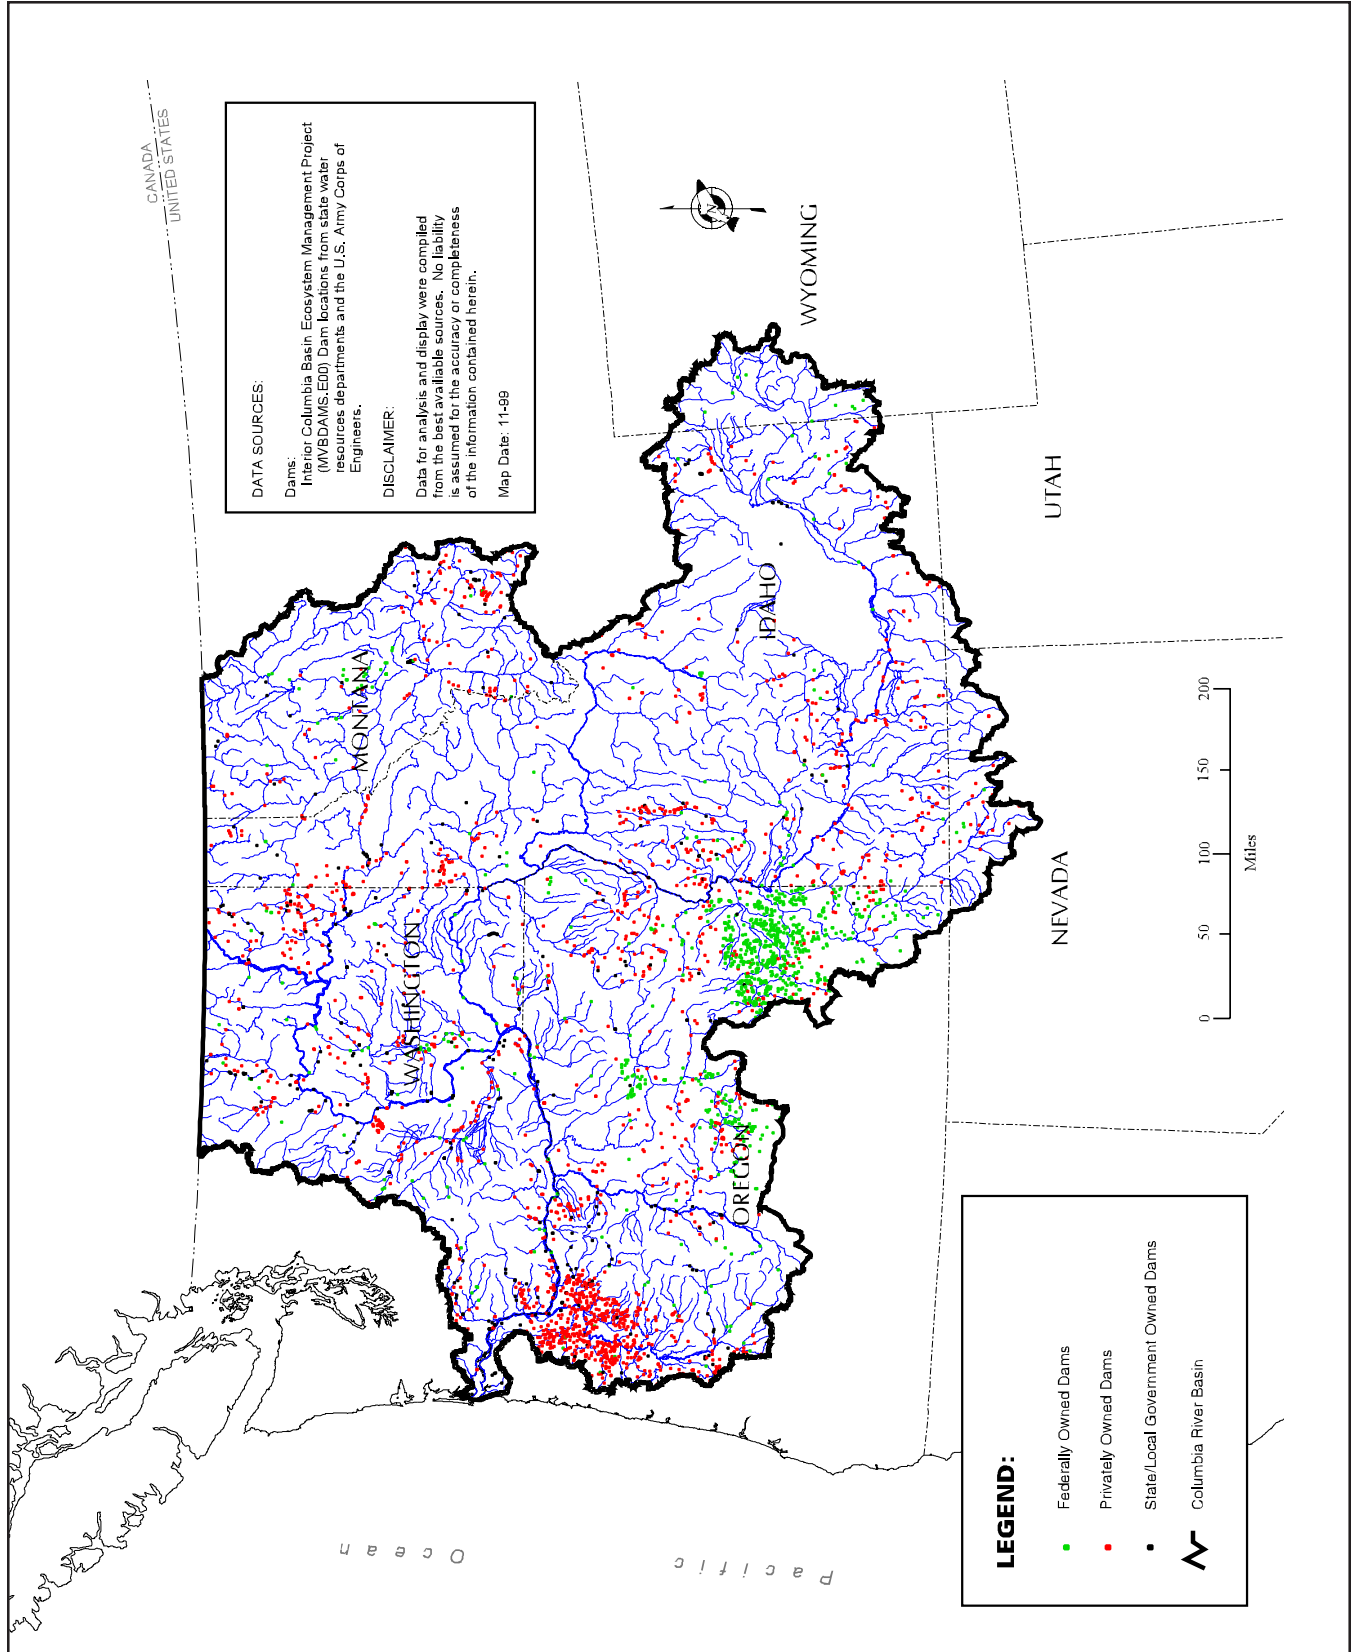 CANADA
UNITED STATES
DATA SOURCES:
Dams:
Interior Columbia Basin Ecosystem Management Project
(MVBDAMS.E00) Dam locations from state water
resources departments and the U.S. Army Corps of
Engineers.
DISCLAIMER:
Data for analysis and display were compiled
from the best availiable sources. No liability
is assumed for the accuracy or completeness
of the information contained herein.
Map Date: 11-99
N
MONTANA
WASHINGTON
IDAHO
OREGON
WYOMING
UTAH
NEVADA
Pacific
Ocean
0 50 100 150 200
Miles
LEGEND:
Federally Owned Dams
Privately Owned Dams
State/Local Government Owned Dams
Columbia River Basin